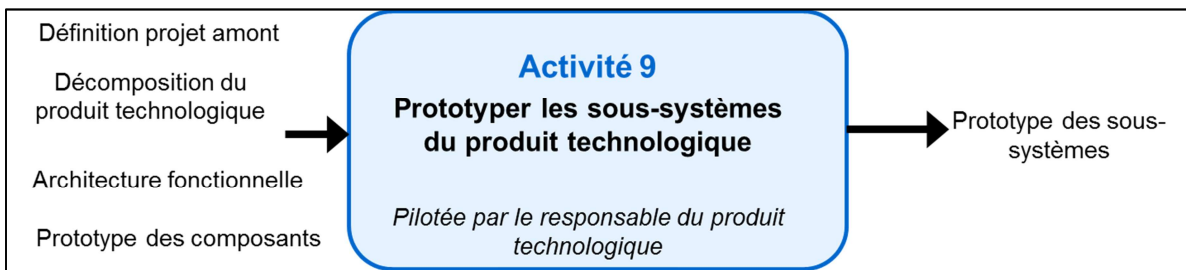 Définition projet amont
Décomposition du
produit technologique
Architecture fonctionnelle
Prototype des composants
Activité 9
Prototyper les sous-systèmes
du produit technologique
Pilotée par le responsable du produit
technologique
Prototype des sous-
systèmes